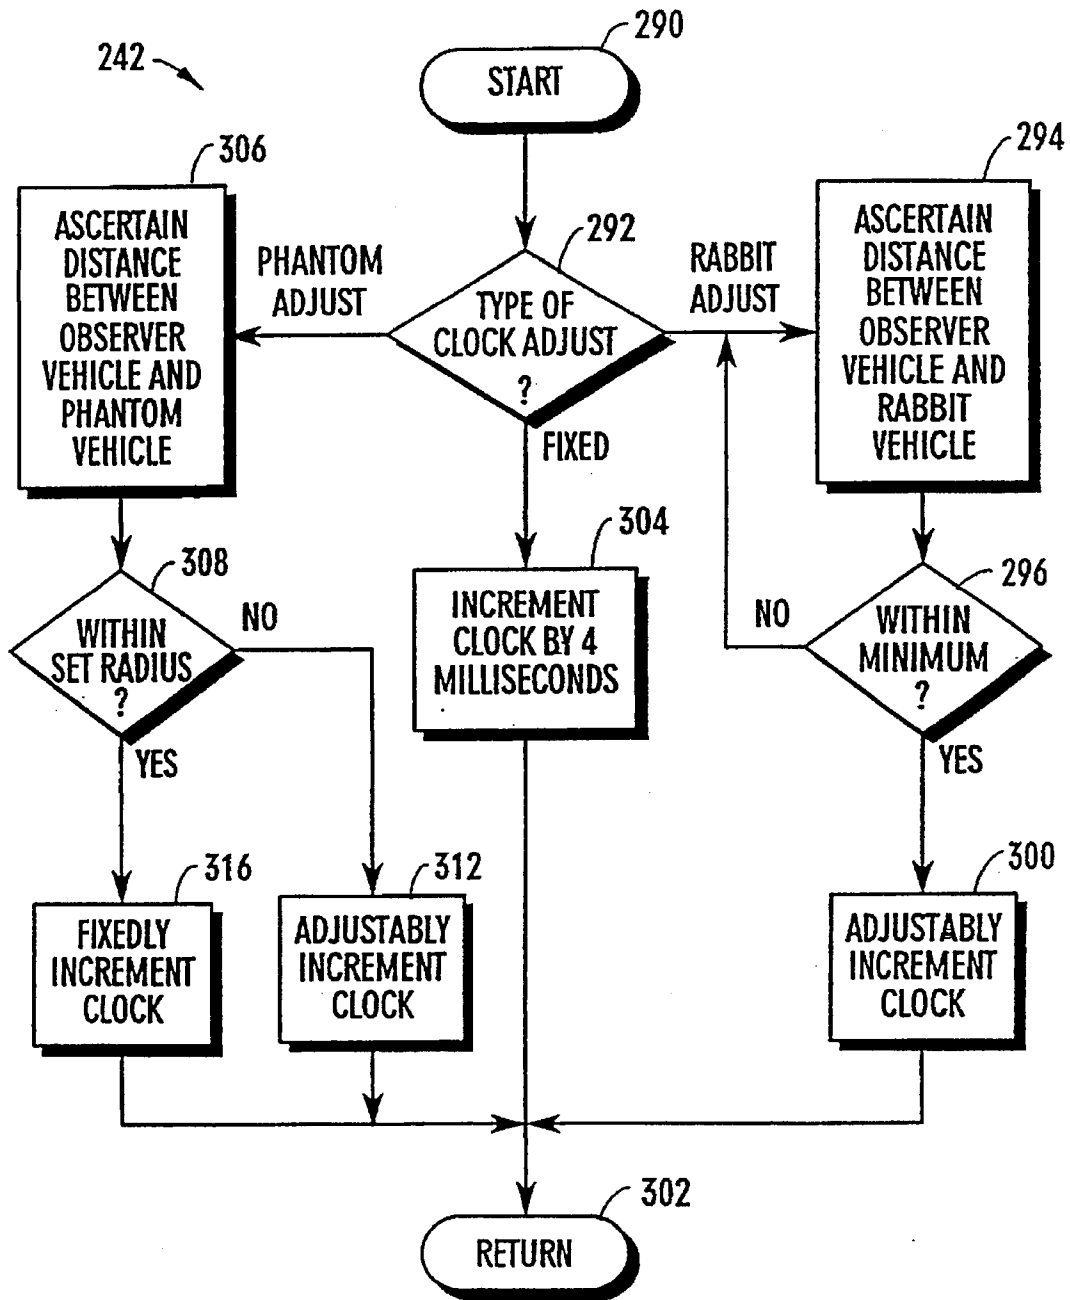 242
290
START
306
ASCERTAIN
DISTANCE
BETWEEN
OBSERVER
VEHICLE AND
PHANTOM
VEHICLE
PHANTOM
ADJUST
292
TYPE OF
CLOCK ADJUST
?
FIXED
RABBIT
ADJUST
294
ASCERTAIN
DISTANCE
BETWEEN
OBSERVER
VEHICLE AND
RABBIT
VEHICLE
308
WITHIN
SET RADIUS
?
NO
YES
304
INCREMENT
CLOCK BY 4
MILLISECONDS
296
WITHIN
MINIMUM
?
NO
YES
316
FIXEDLY
INCREMENT
CLOCK
312
ADJUSTABLY
INCREMENT
CLOCK
300
ADJUSTABLY
INCREMENT
CLOCK
302
RETURN